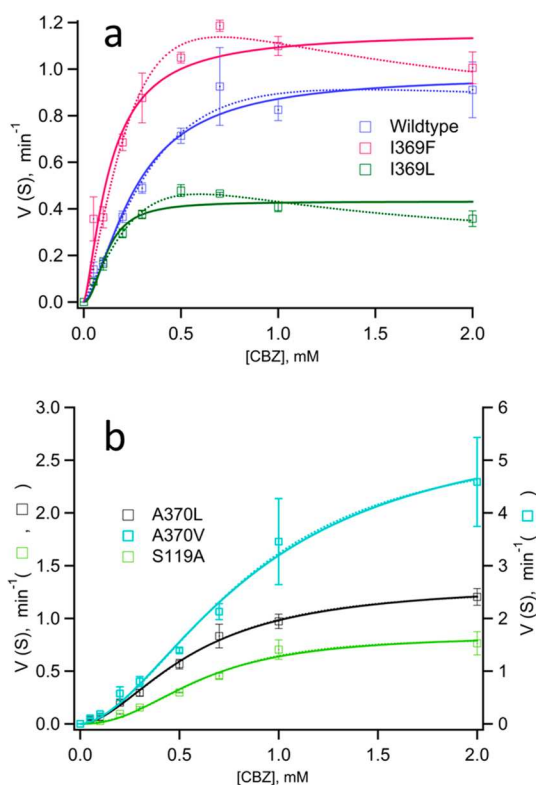 a
1.2
1.0
0.8
0.6
0.4
0.2
0.0
V (S), min⁻¹
Wildtype
I369F
I369L
0.0 0.5 1.0 1.5 2.0
[CBZ], mM
b
3.0
2.5
2.0
1.5
1.0
0.5
0.0
V (S), min⁻¹( , )
A370L
A370V
S119A
6
5
4
3
2
1
0
V (S), min⁻¹( )
0.0 0.5 1.0 1.5 2.0
[CBZ], mM